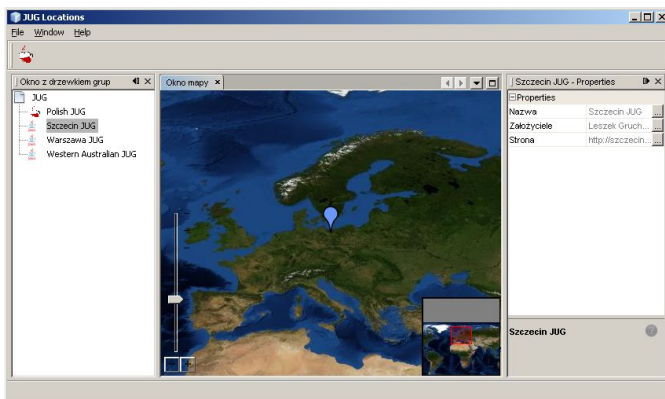 JUG Locations
File Window Help
Okno z drzewkiem grup
JUG
Polish JUG
Szczecin JUG
Warszawa JUG
Western Australian JUG
Okno mapy
Szczecin JUG - Properties
Properties
Nazwa Szczecin JUG ...
Założyciele Leszek Gruch... ...
Strona http://szczecin... ...
Szczecin JUG